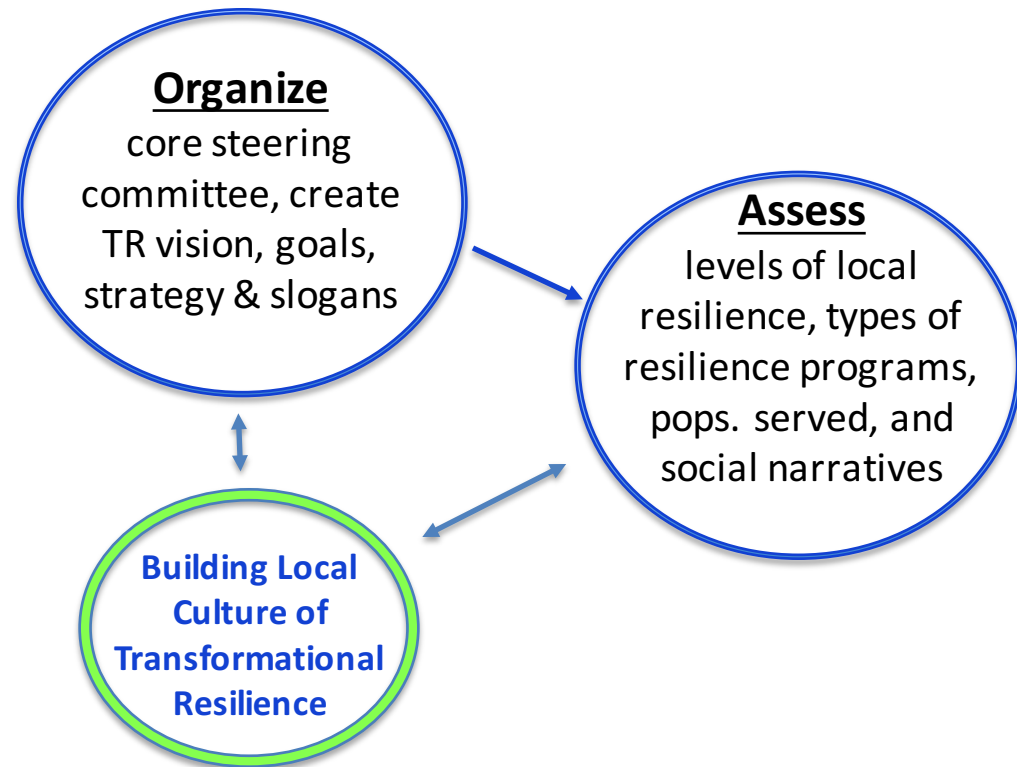 Organize
core steering
committee, create
TR vision, goals,
strategy & slogans
Assess
levels of local
resilience, types of
resilience programs,
pops. served, and
social narratives
Building Local
Culture of
Transformational
Resilience